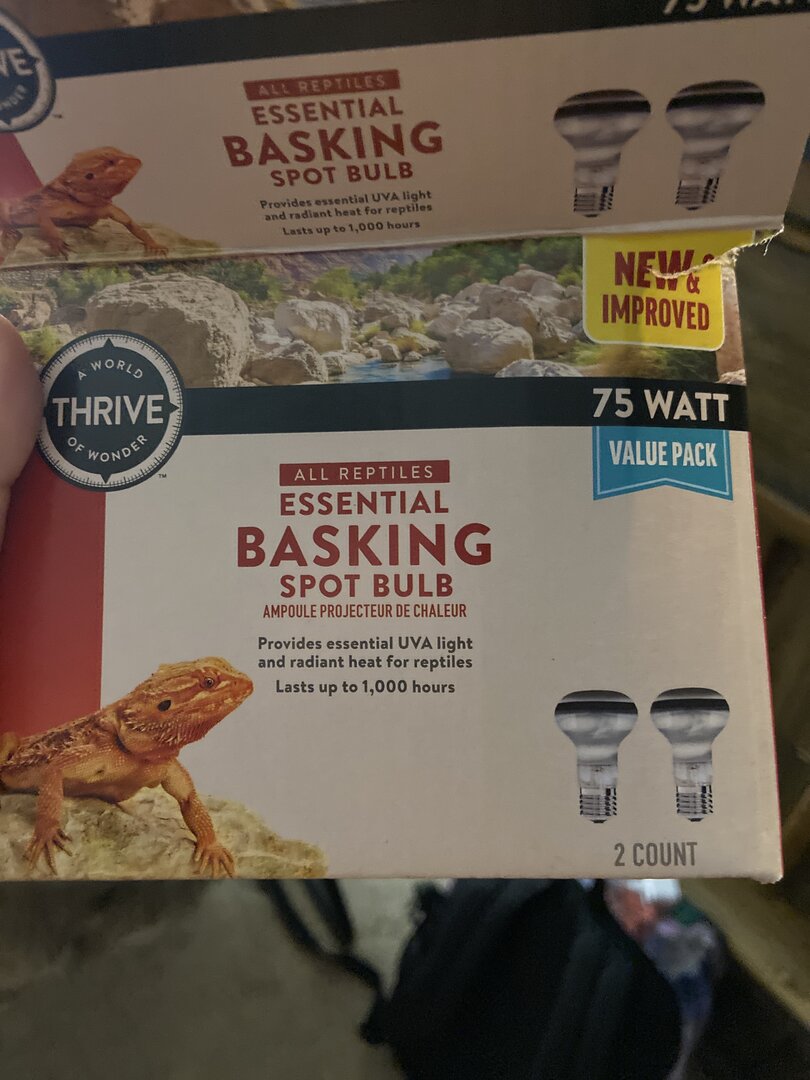 ALL REPTILES
ESSENTIAL
BASKING
SPOT BULB
Provides essential UVA light
and radiant heat for reptiles
Lasts up to 1,000 hours
NEW &
IMPROVED
A WORLD
THRIVE
OF WONDER
TM
75 WATT
VALUE PACK
ALL REPTILES
ESSENTIAL
BASKING
SPOT BULB
AMPOULE PROJECTEUR DE CHALEUR
Provides essential UVA light
and radiant heat for reptiles
Lasts up to 1,000 hours
2 COUNT